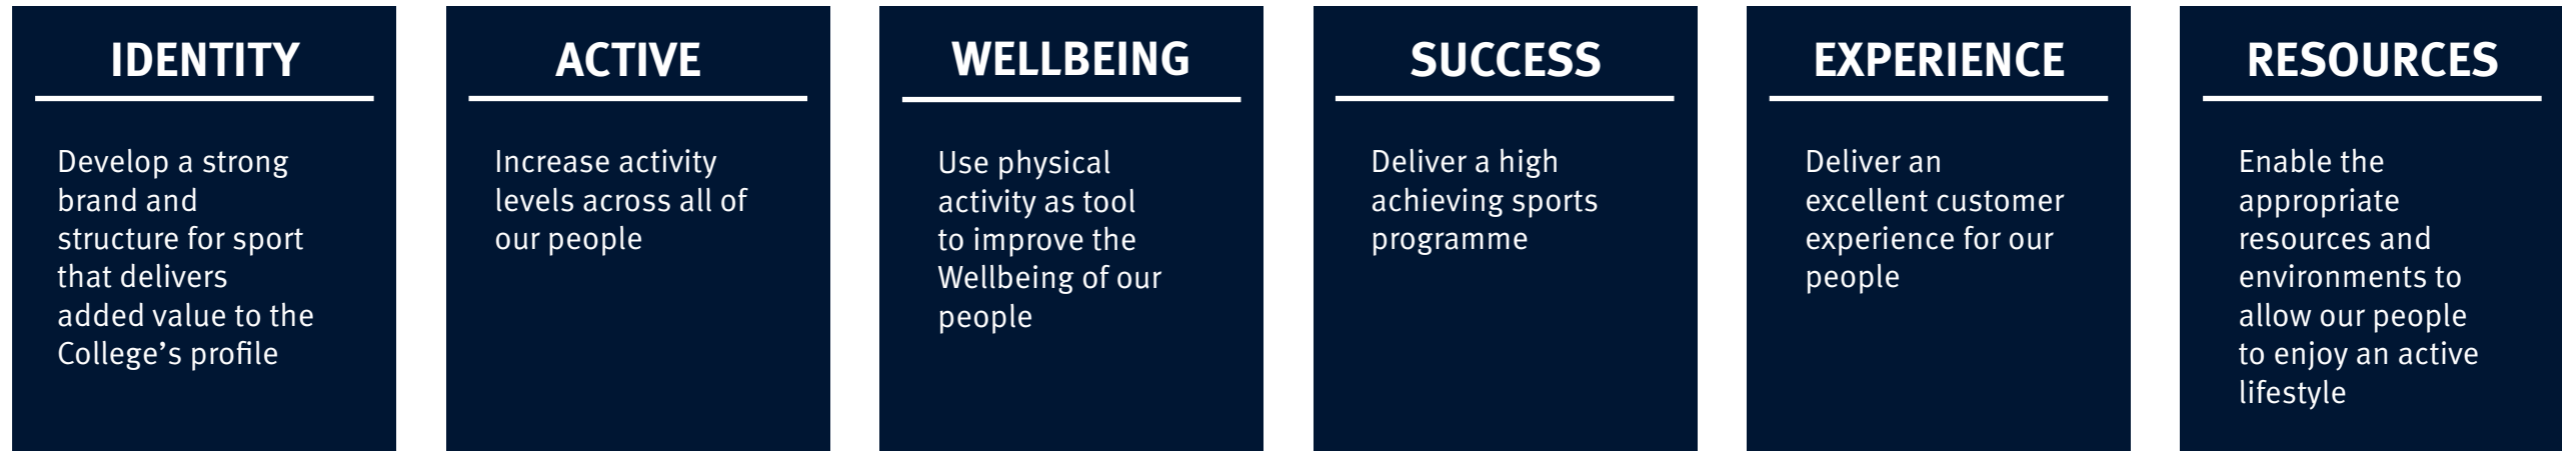 IDENTITY
Develop a strong
brand and
structure for sport
that delivers
added value to the
College’s profile
ACTIVE
Increase activity
levels across all of
our people
WELLBEING
Use physical
activity as tool
to improve the
Wellbeing of our
people
SUCCESS
Deliver a high
achieving sports
programme
EXPERIENCE
Deliver an
excellent customer
experience for our
people
RESOURCES
Enable the
appropriate
resources and
environments to
allow our people
to enjoy an active
lifestyle